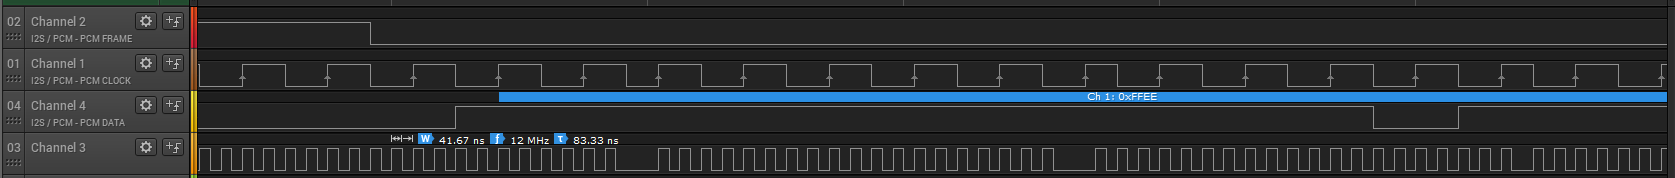 02 Channel 2
I2S / PCM - PCM FRAME
01 Channel 1
I2S / PCM - PCM CLOCK
Ch 1: 0xFFEE
04 Channel 4
I2S / PCM - PCM DATA
W 41.67 ns f 12 MHz T 83.33 ns
03 Channel 3